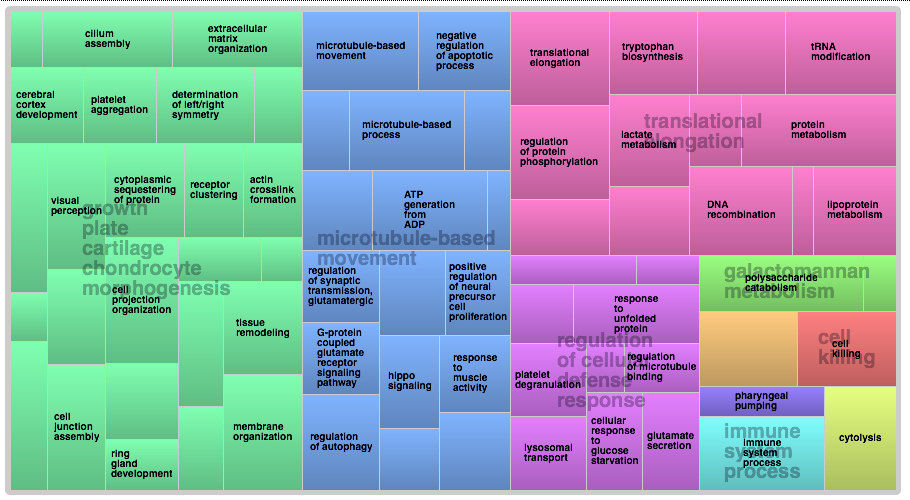 cilium
assembly
extracellular
matrix
organization
cerebral
cortex
development
platelet
aggregation
determination
of left/right
symmetry
visual
perception
cytoplasmic
sequestering
of protein
receptor
clustering
actin
crosslink
formation
growth
plate
cartilage
chondrocyte
morphogenesis
cell
projection
organization
tissue
remodeling
cell
junction
assembly
ring
gland
development
membrane
organization
microtubule-based
movement
negative
regulation
of apoptotic
process
microtubule-based
process
ATP
generation
from
ADP
microtubule-based
movement
regulation
of synaptic
transmission,
glutamatergic
positive
regulation
of neural
precursor
cell
proliferation
G-protein
coupled
glutamate
receptor
signaling
pathway
hippo
signaling
response
to
muscle
activity
regulation
of autophagy
translational
elongation
tryptophan
biosynthesis
tRNA
modification
regulation
of protein
phosphorylation
lactate
metabolism
translational
elongation
protein
metabolism
DNA
recombination
lipoprotein
metabolism
response
to
unfolded
protein
regulation
of cellular
defense
response
platelet
degranulation
regulation
of microtubule
binding
lysosomal
transport
cellular
response
to
glucose
starvation
glutamate
secretion
galactomannan
metabolism
polysaccharide
catabolism
cell
killing
cell
killing
pharyngeal
pumping
immune
system
process
immune
system
process
cytolysis